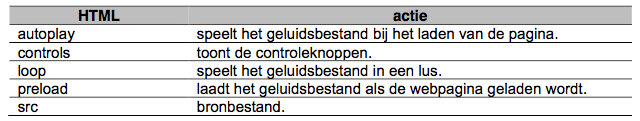 HTML actie
autoplay speelt het geluidsbestand bij het laden van de pagina.
controls toont de controleknoppen.
loop speelt het geluidsbestand in een lus.
preload laadt het geluidsbestand als de webpagina geladen wordt.
src bronbestand.